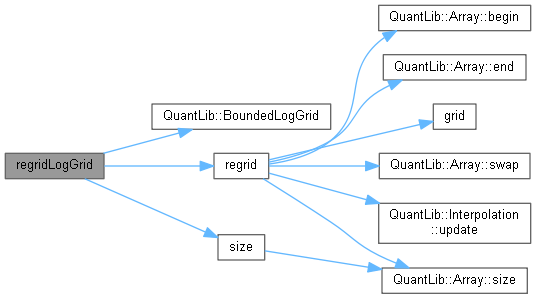 QuantLib::Array::begin
QuantLib::Array::end
QuantLib::BoundedLogGrid
grid
regridLogGrid
regrid
QuantLib::Array::swap
QuantLib::Interpolation
::update
size
QuantLib::Array::size